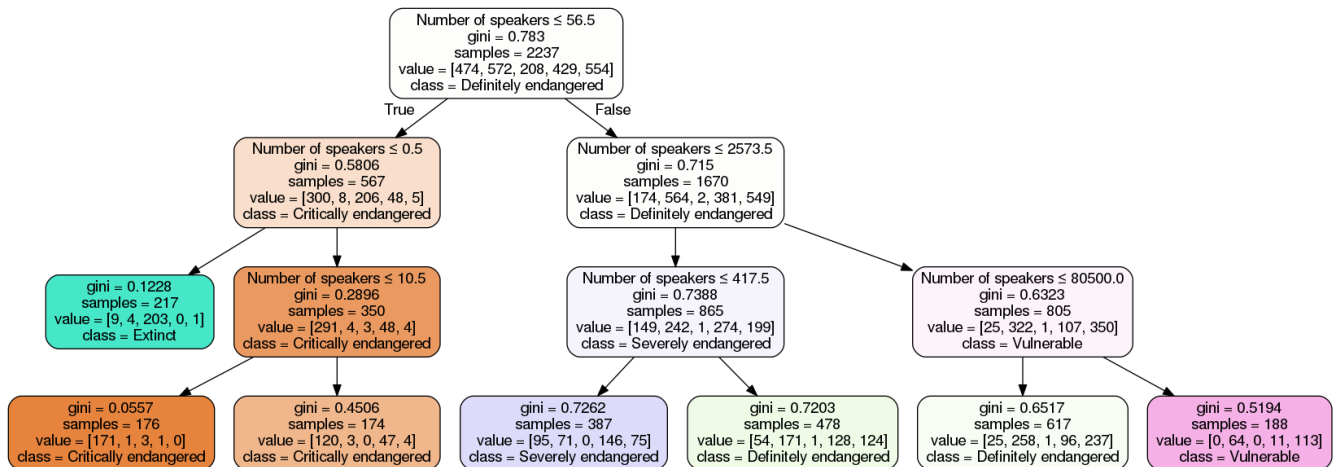 Number of speakers ≤ 56.5
gini = 0.783
samples = 2237
value = [474, 572, 208, 429, 554]
class = Definitely endangered
True
False
Number of speakers ≤ 0.5
gini = 0.5806
samples = 567
value = [300, 8, 206, 48, 5]
class = Critically endangered
Number of speakers ≤ 2573.5
gini = 0.715
samples = 1670
value = [174, 564, 2, 381, 549]
class = Definitely endangered
gini = 0.1228
samples = 217
value = [9, 4, 203, 0, 1]
class = Extinct
Number of speakers ≤ 10.5
gini = 0.2896
samples = 350
value = [291, 4, 3, 48, 4]
class = Critically endangered
Number of speakers ≤ 417.5
gini = 0.7388
samples = 865
value = [149, 242, 1, 274, 199]
class = Severely endangered
Number of speakers ≤ 80500.0
gini = 0.6323
samples = 805
value = [25, 322, 1, 107, 350]
class = Vulnerable
gini = 0.0557
samples = 176
value = [171, 1, 3, 1, 0]
class = Critically endangered
gini = 0.4506
samples = 174
value = [120, 3, 0, 47, 4]
class = Critically endangered
gini = 0.7262
samples = 387
value = [95, 71, 0, 146, 75]
class = Severely endangered
gini = 0.7203
samples = 478
value = [54, 171, 1, 128, 124]
class = Definitely endangered
gini = 0.6517
samples = 617
value = [25, 258, 1, 96, 237]
class = Definitely endangered
gini = 0.5194
samples = 188
value = [0, 64, 0, 11, 113]
class = Vulnerable